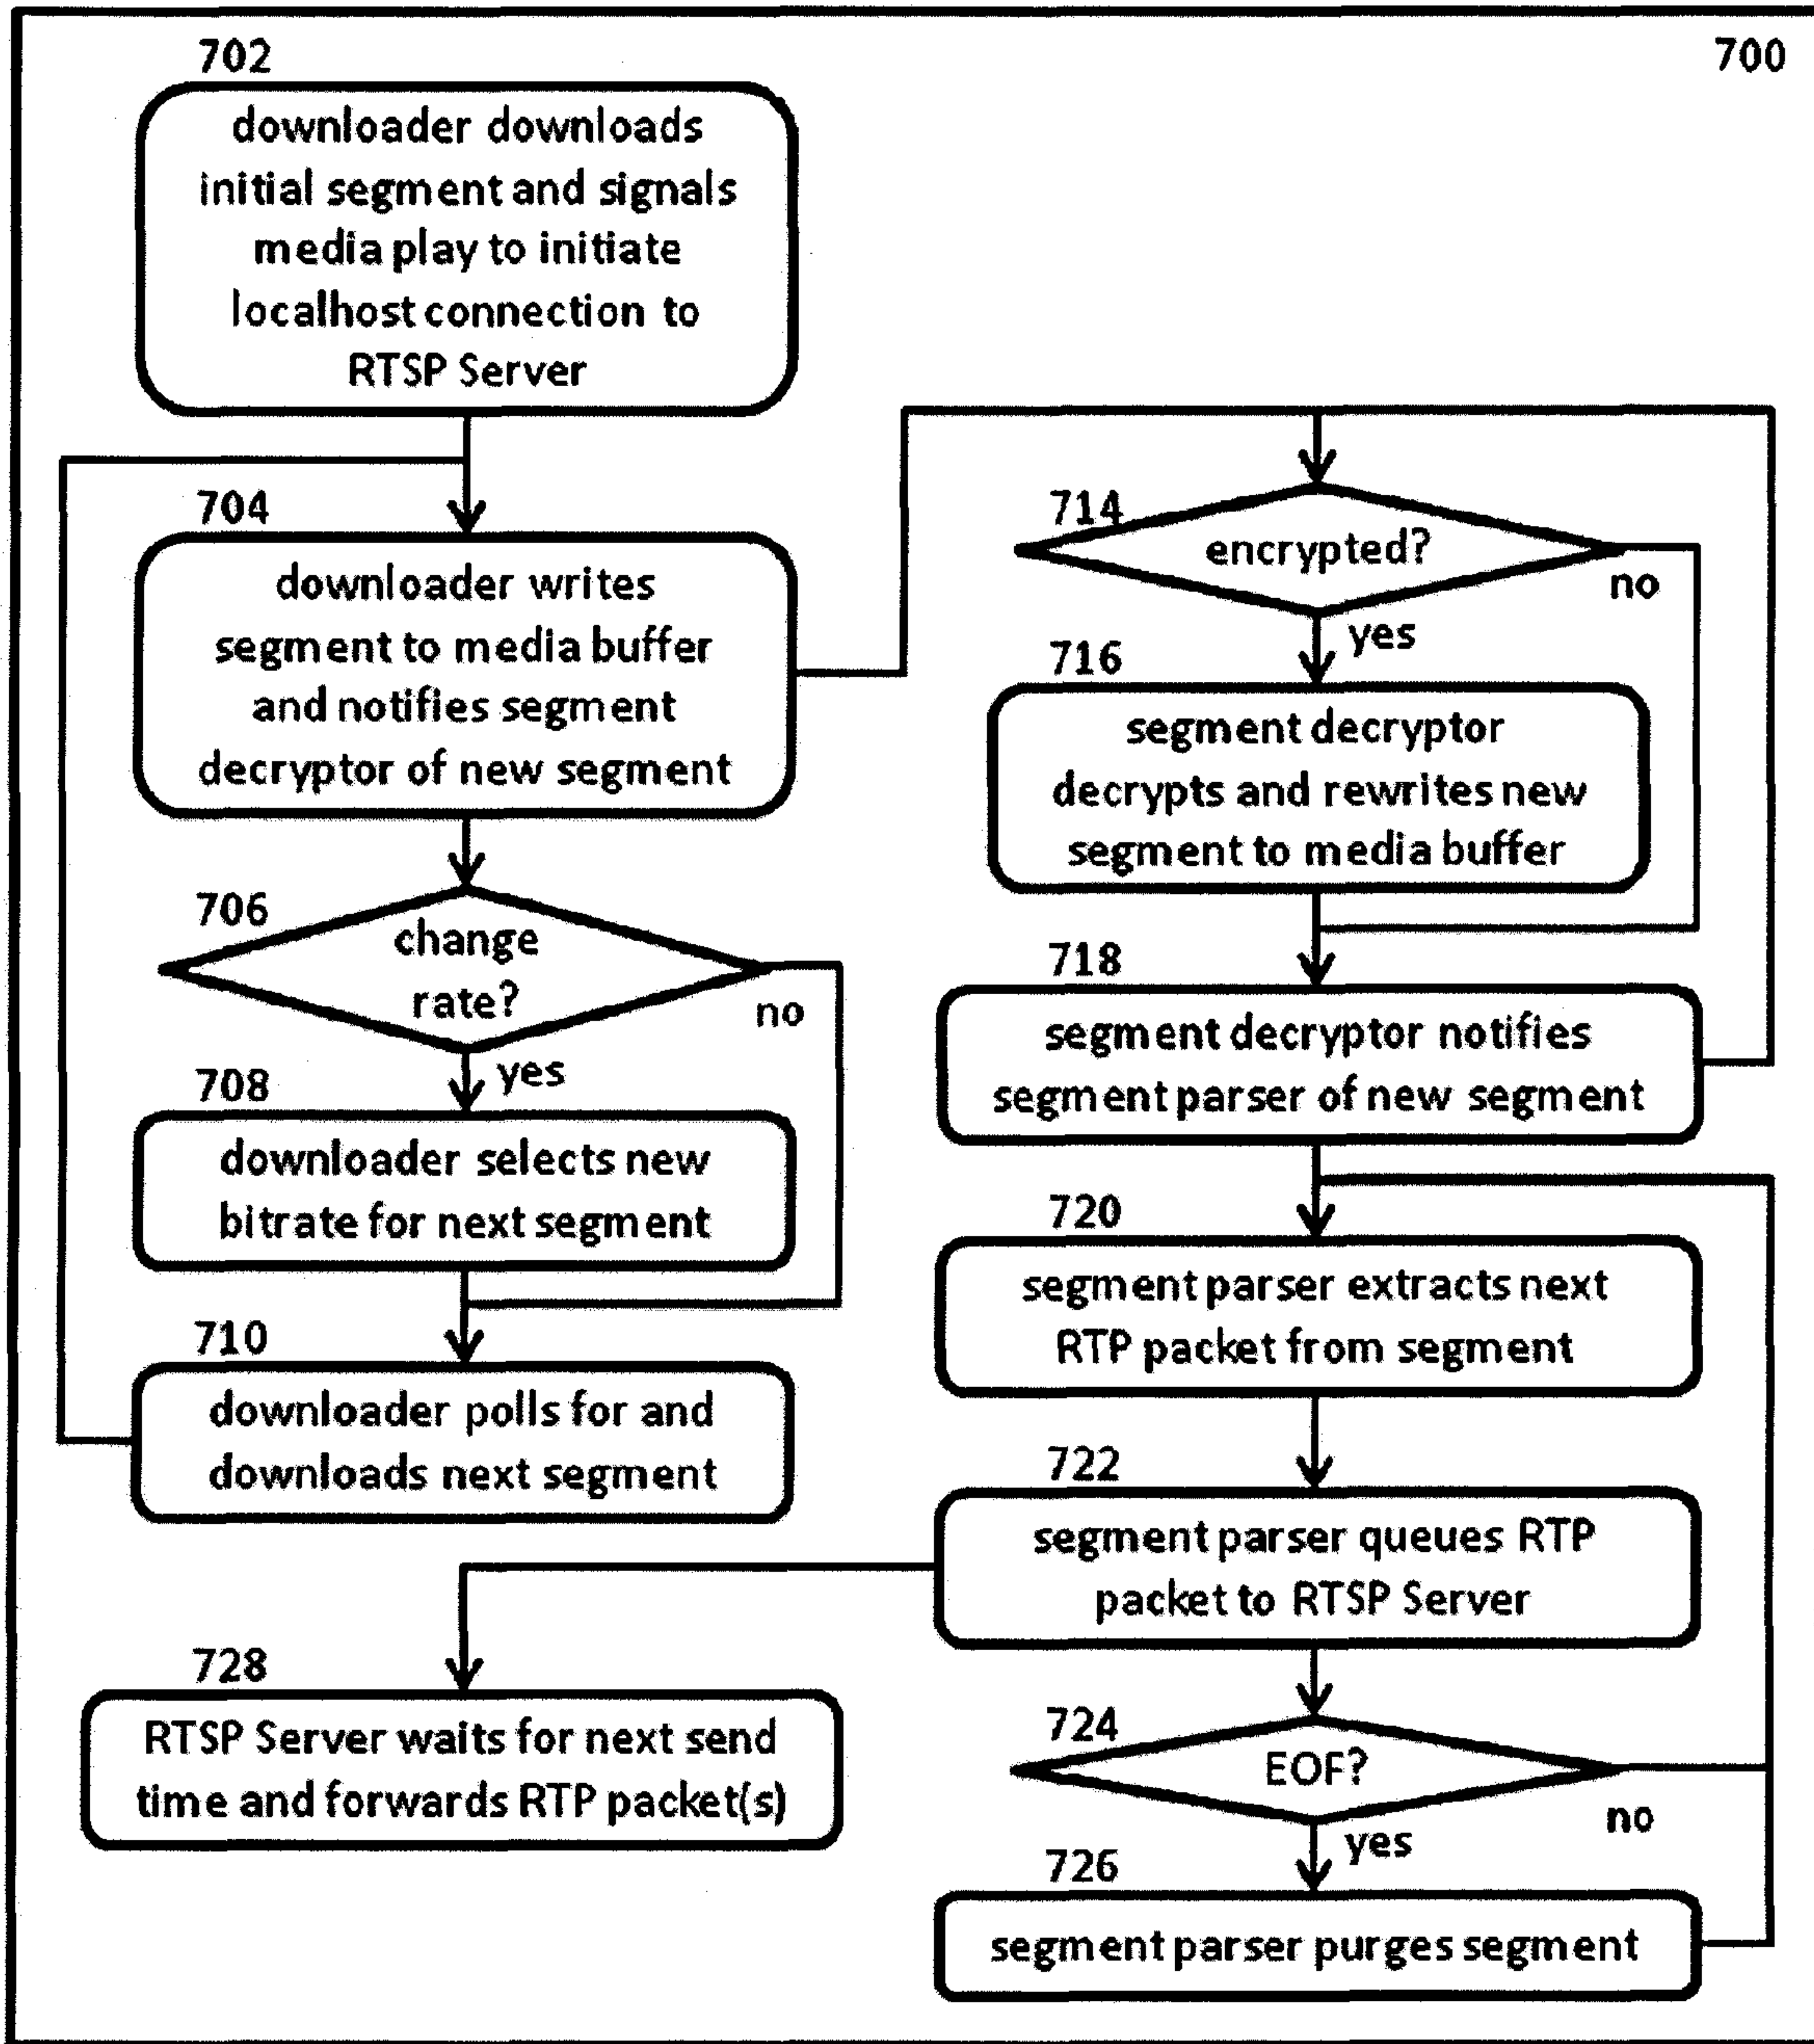 700
702
downloader downloads
initial segment and signals
media play to initiate
localhost connection to
RTSP Server
704
downloader writes
segment to media buffer
and notifies segment
decryptor of new segment
706
change
rate?
no
yes
708
downloader selects new
bitrate for next segment
710
downloader polls for and
downloads next segment
714
encrypted?
no
yes
716
segment decryptor
decrypts and rewrites new
segment to media buffer
718
segment decryptor notifies
segment parser of new segment
720
segment parser extracts next
RTP packet from segment
722
segment parser queues RTP
packet to RTSP Server
724
EOF?
no
yes
726
segment parser purges segment
728
RTSP Server waits for next send
time and forwards RTP packet(s)